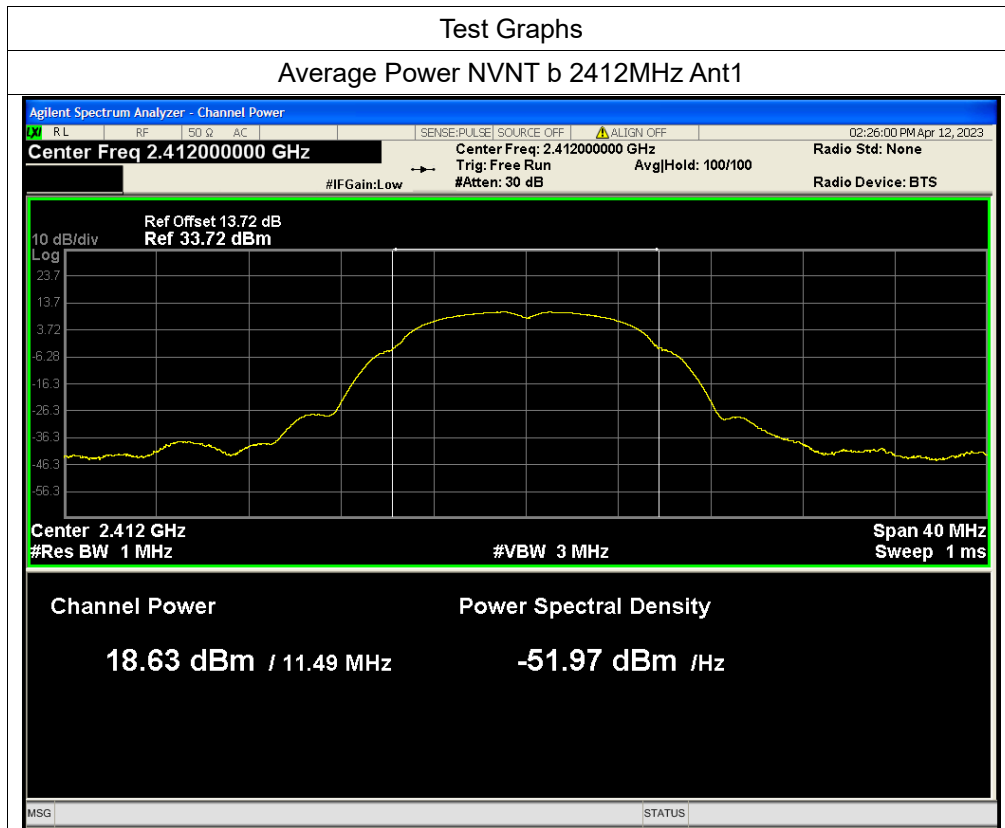 Test Graphs
Average Power NVNT b 2412MHz Ant1
Agilent Spectrum Analyzer - Channel Power
LXI RL RF 50 Ω AC SENSE:PULSE SOURCE OFF ALIGN OFF 02:26:00 PM Apr 12, 2023
Center Freq 2.412000000 GHz Center Freq: 2.412000000 GHz Radio Std: None
Trig: Free Run Avg|Hold: 100/100
#IFGain:Low #Atten: 30 dB Radio Device: BTS
Ref Offset 13.72 dB
10 dB/div Ref 33.72 dBm
Log
23.7
13.7
3.72
-6.28
-16.3
-26.3
-36.3
-46.3
-56.3
Center 2.412 GHz Span 40 MHz
#Res BW 1 MHz #VBW 3 MHz Sweep 1 ms
Channel Power Power Spectral Density
18.63 dBm / 11.49 MHz -51.97 dBm /Hz
MSG STATUS